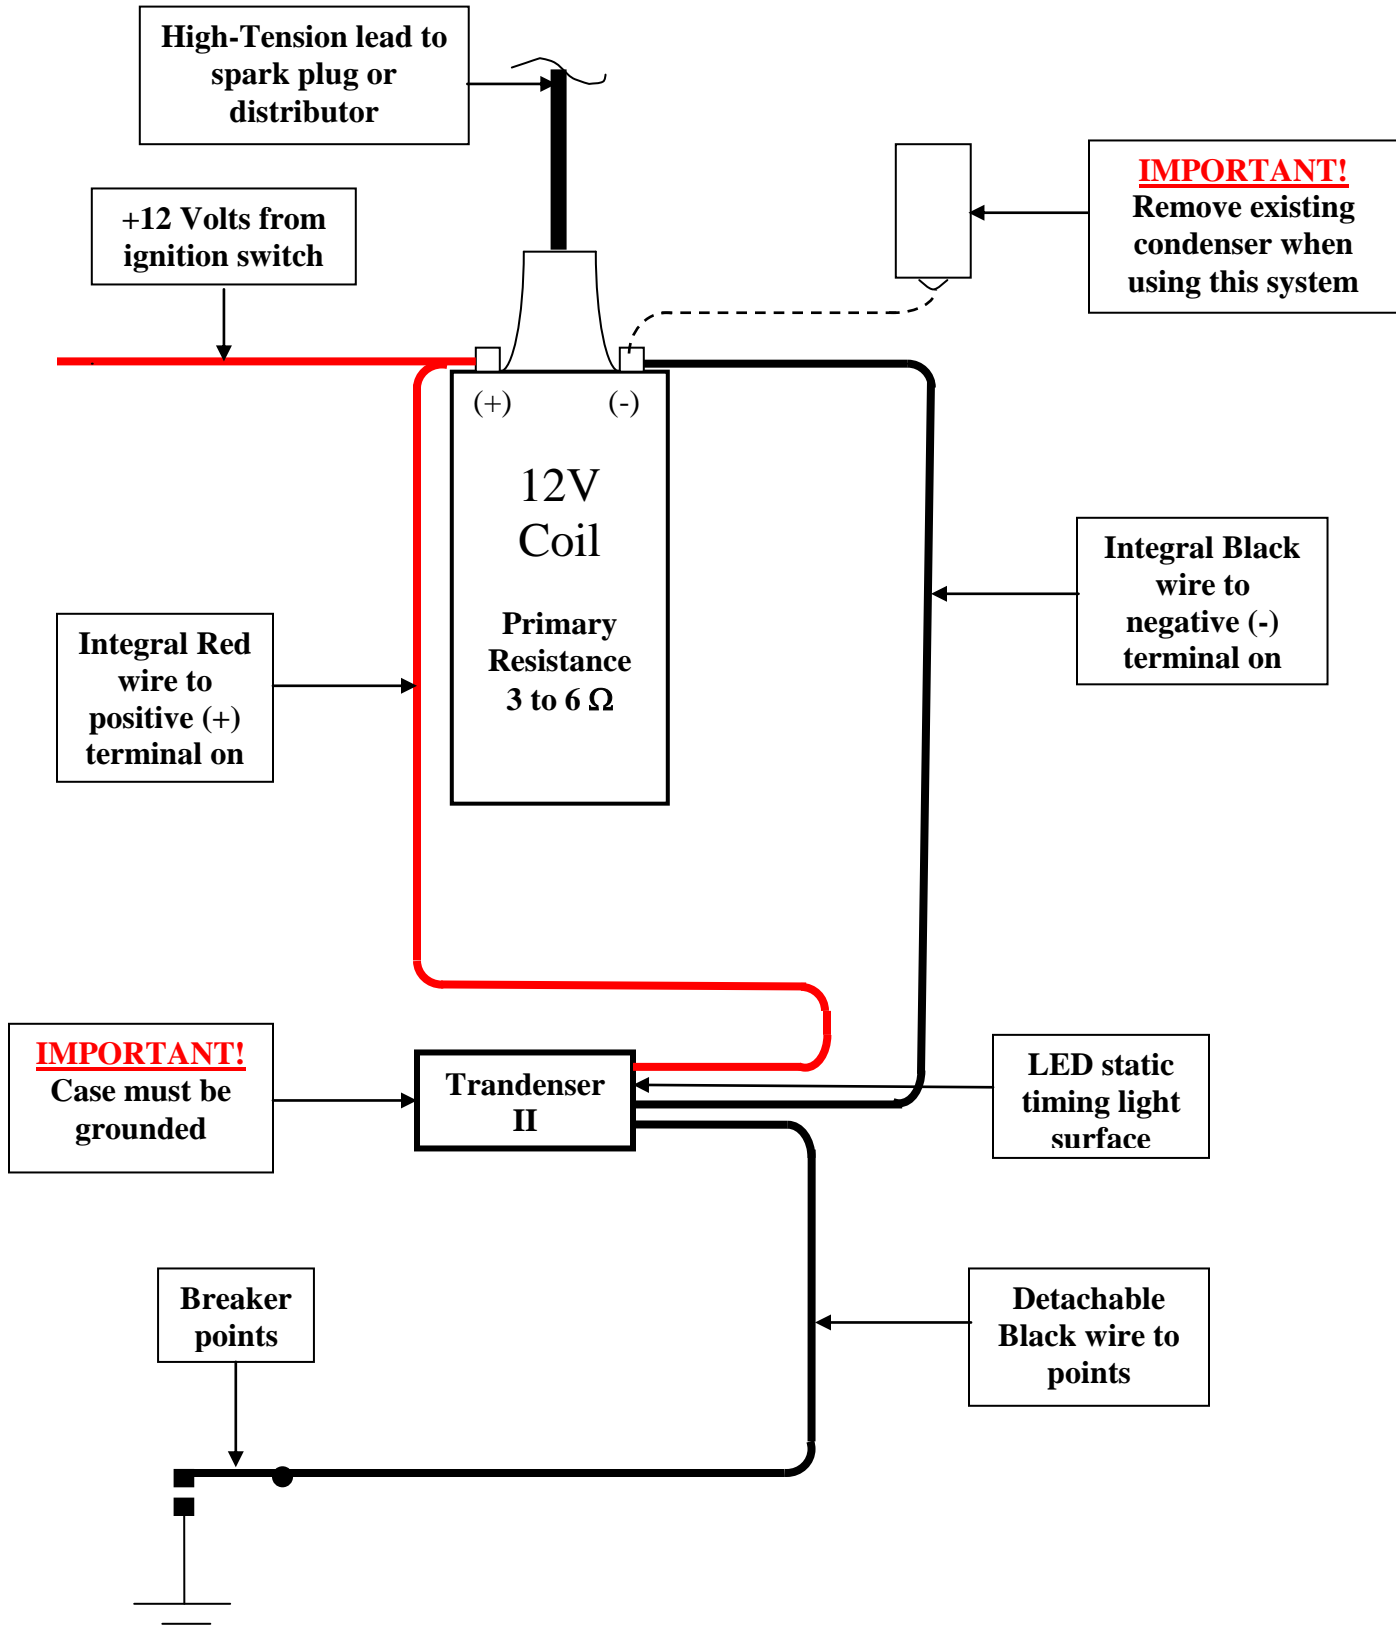 High-Tension lead to
spark plug or
distributor
IMPORTANT!
Remove existing
condenser when
using this system
+12 Volts from
ignition switch
(+)
(-)
12V
Coil
Primary
Resistance
3 to 6 Ω
Integral Black
wire to
negative (-)
terminal on
Integral Red
wire to
positive (+)
terminal on
IMPORTANT!
Case must be
grounded
Trandenser
II
LED static
timing light
surface
Breaker
points
Detachable
Black wire to
points